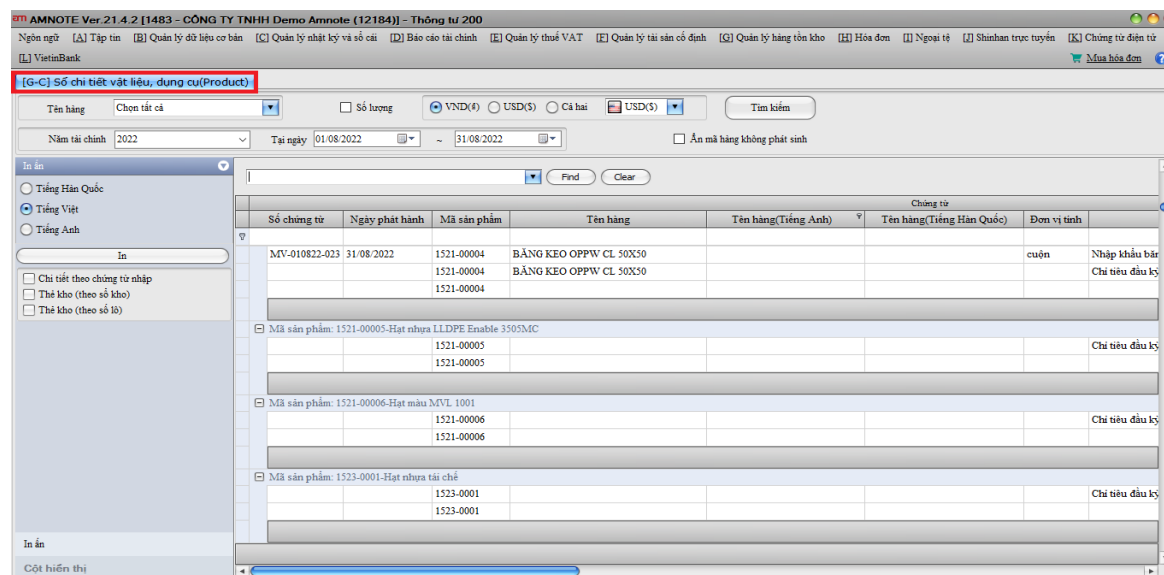 am AMNOTE Ver.21.4.2 [1483 - CÔNG TY TNHH Demo Amnote (12184)] - Thông tư 200
Ngôn ngữ [A] Tập tin [B] Quản lý dữ liệu cơ bản [C] Quản lý nhật ký và sổ cái [D] Báo cáo tài chính [E] Quản lý thuế VAT [F] Quản lý tài sản cố định [G] Quản lý hàng tồn kho [H] Hóa đơn [I] Ngoại tệ [J] Shinhan trực tuyến [K] Chứng từ điện tử
[L] VietinBank Mua hóa đơn ?
[G-C] Sổ chi tiết vật liệu, dung cụ(Product)
Tên hàng Chọn tất cả Số lượng VND(đ) USD($) Cả hai USD($) Tìm kiếm
Năm tài chính 2022 Tại ngày 01/08/2022 ~ 31/08/2022 Ẩn mã hàng không phát sinh
In ấn
Tiếng Hàn Quốc
Tiếng Việt
Tiếng Anh
In
Chi tiết theo chứng từ nhập
Thẻ kho (theo số kho)
Thẻ kho (theo số lô)
Find Clear
Chứng từ
Số chứng từ Ngày phát hành Mã sản phẩm Tên hàng Tên hàng(Tiếng Anh) Tên hàng(Tiếng Hàn Quốc) Đơn vị tính
MV-010822-023 31/08/2022 1521-00004 BĂNG KEO OPPW CL 50X50 cuộn Nhập khẩu băn
1521-00004 BĂNG KEO OPPW CL 50X50 Chỉ tiêu đầu kỳ
1521-00004
Mã sản phẩm: 1521-00005-Hạt nhựa LLDPE Enable 3505MC
1521-00005 Chỉ tiêu đầu kỳ
1521-00005
Mã sản phẩm: 1521-00006-Hạt màu MVL 1001
1521-00006 Chỉ tiêu đầu kỳ
1521-00006
Mã sản phẩm: 1523-0001-Hạt nhựa tái chế
1523-0001 Chỉ tiêu đầu kỳ
1523-0001
In ấn
Cột hiển thị